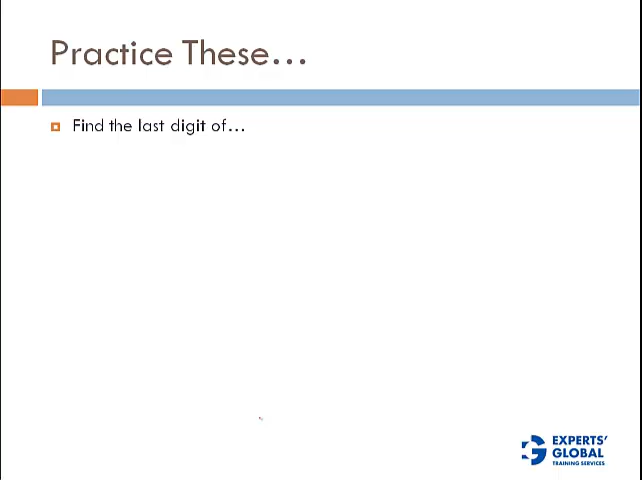 Practice These...
Find the last digit of...
EXPERTS'
GLOBAL
TRAINING SERVICES